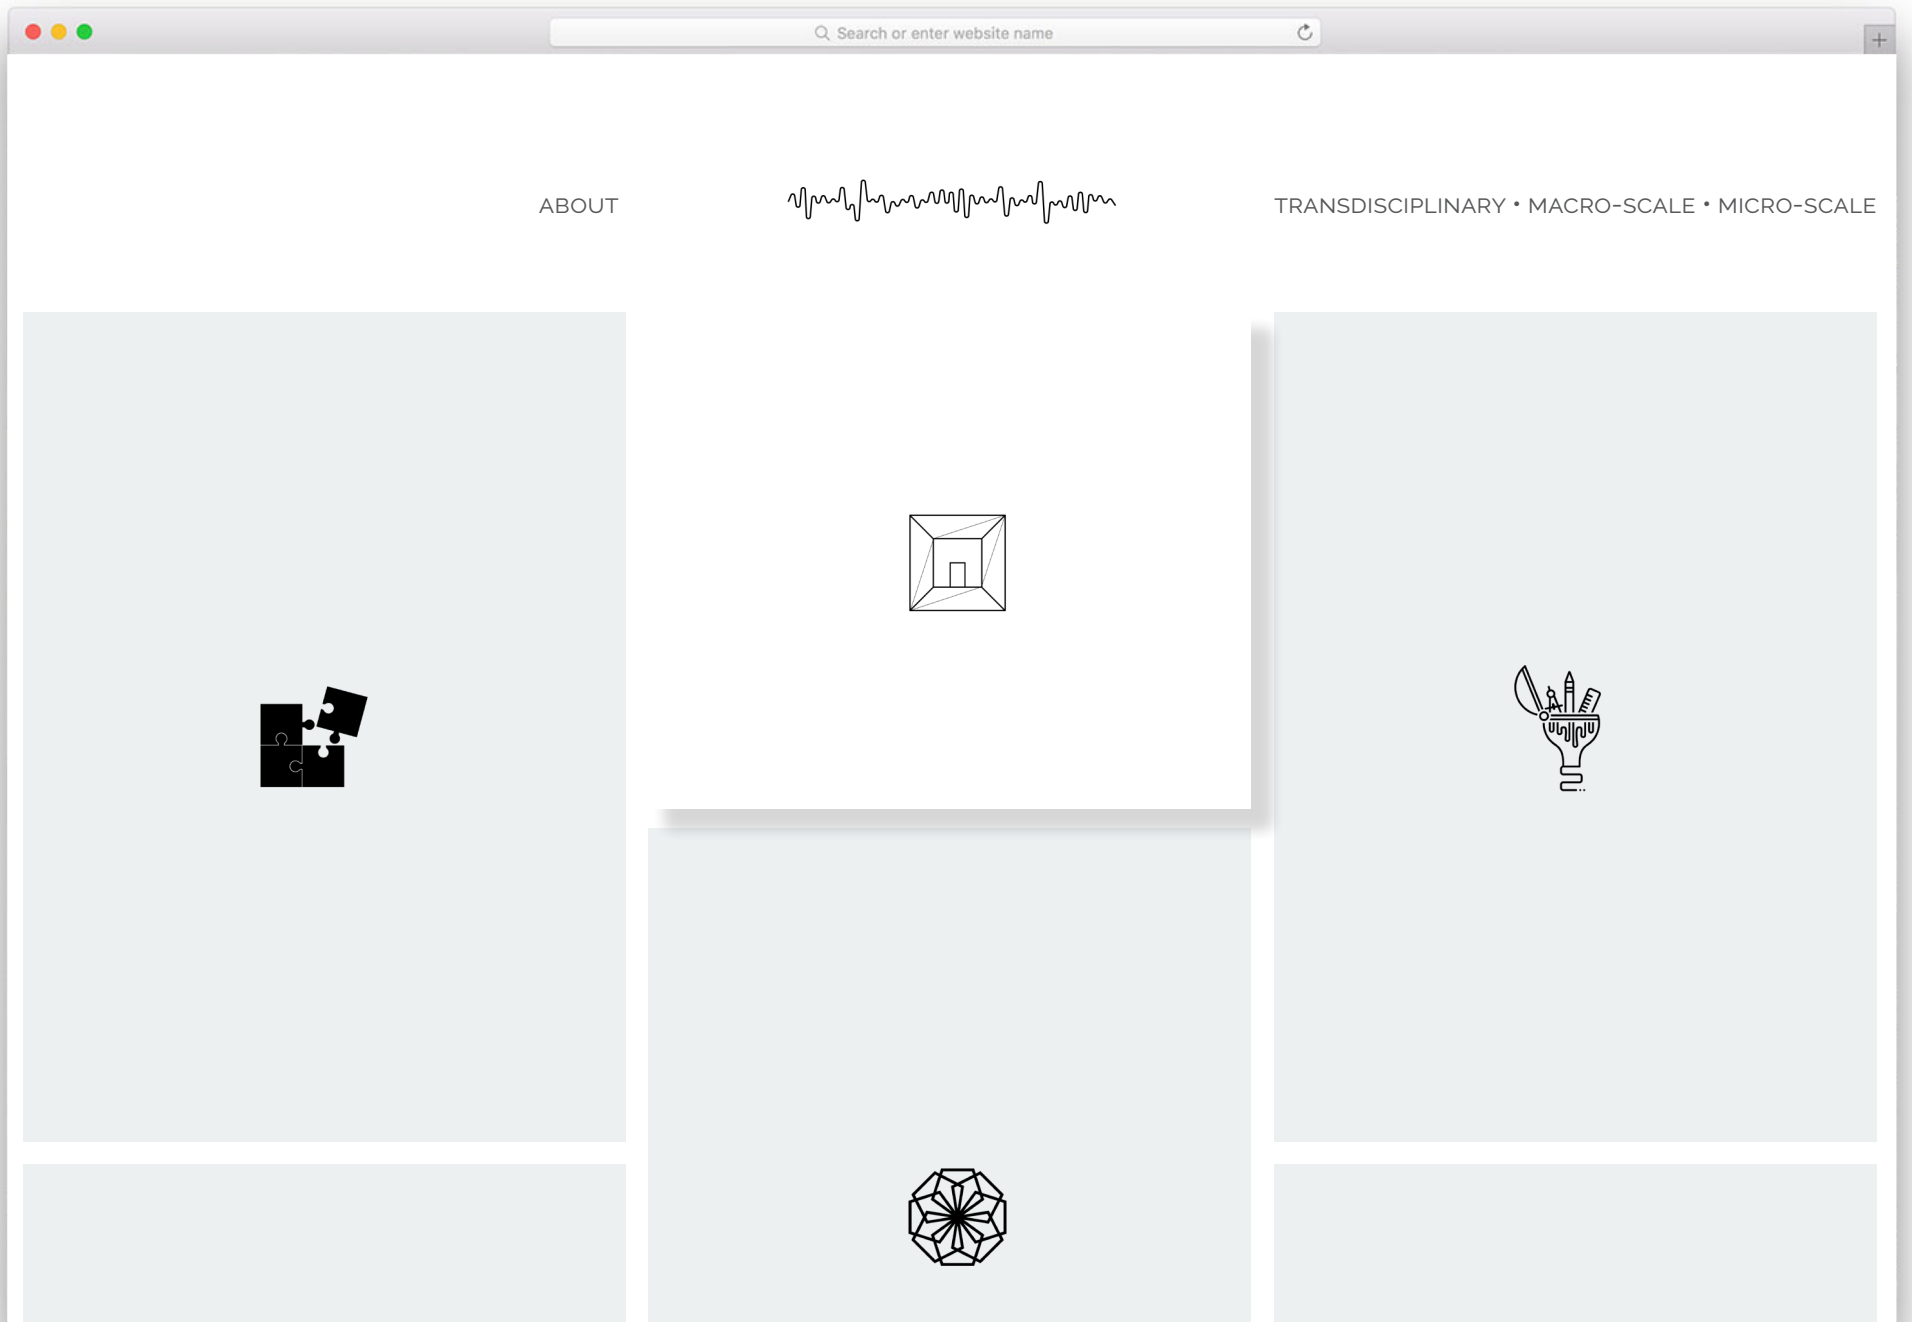 Search or enter website name
ABOUT
TRANSDISCIPLINARY • MACRO-SCALE • MICRO-SCALE